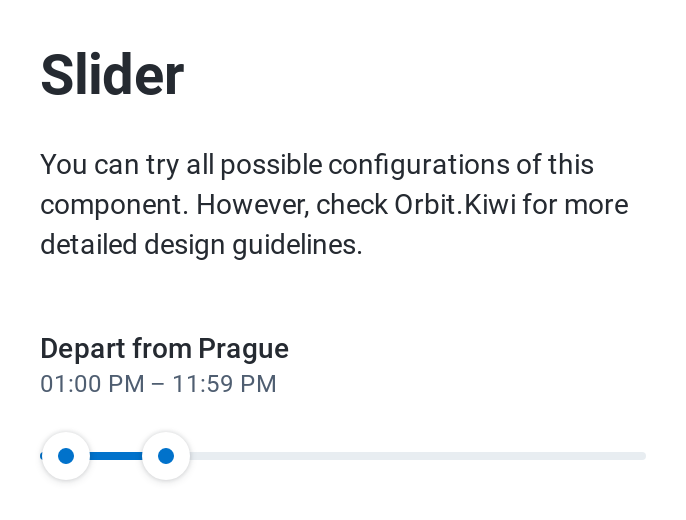 Slider
You can try all possible configurations of this
component. However, check Orbit.Kiwi for more
detailed design guidelines.
Depart from Prague
01:00 PM – 11:59 PM